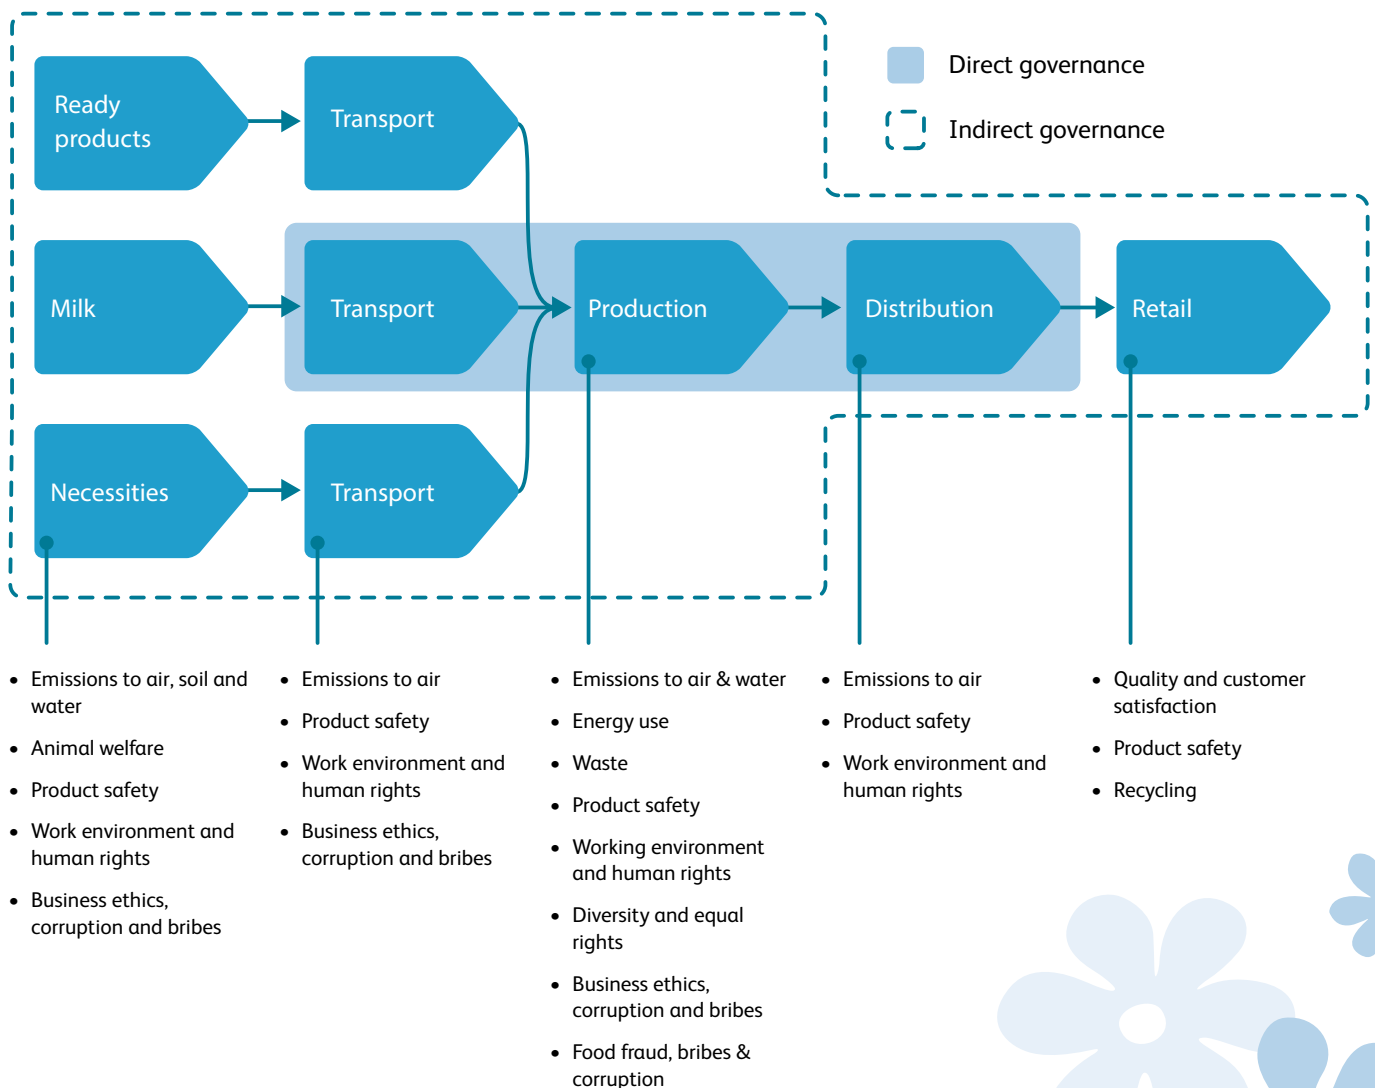 Direct governance
Indirect governance
Ready
products
Transport
Milk
Transport
Production
Distribution
Retail
Necessities
Transport
• Emissions to air, soil and
water
• Animal welfare
• Product safety
• Work environment and
human rights
• Business ethics,
corruption and bribes
• Emissions to air
• Product safety
• Work environment and
human rights
• Business ethics,
corruption and bribes
• Emissions to air & water
• Energy use
• Waste
• Product safety
• Working environment
and human rights
• Diversity and equal
rights
• Business ethics,
corruption and bribes
• Food fraud, bribes &
corruption
• Emissions to air
• Product safety
• Work environment and
human rights
• Quality and customer
satisfaction
• Product safety
• Recycling